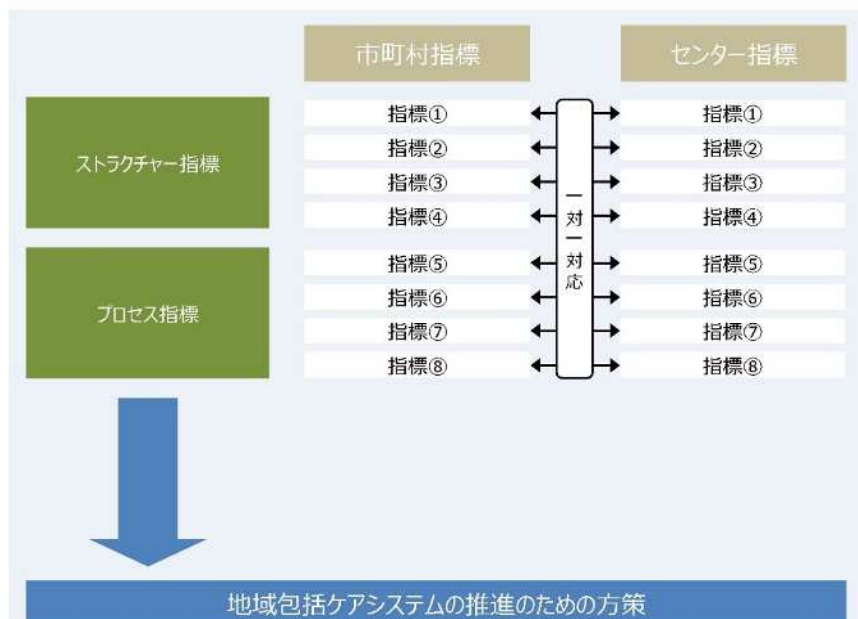 市町村指標
センター指標
ストラクチャー指標
指標①
指標①
指標②
指標②
指標③
指標③
指標④
指標④
一対一対応
プロセス指標
指標⑤
指標⑤
指標⑥
指標⑥
指標⑦
指標⑦
指標⑧
指標⑧
地域包括ケアシステムの推進のための方策